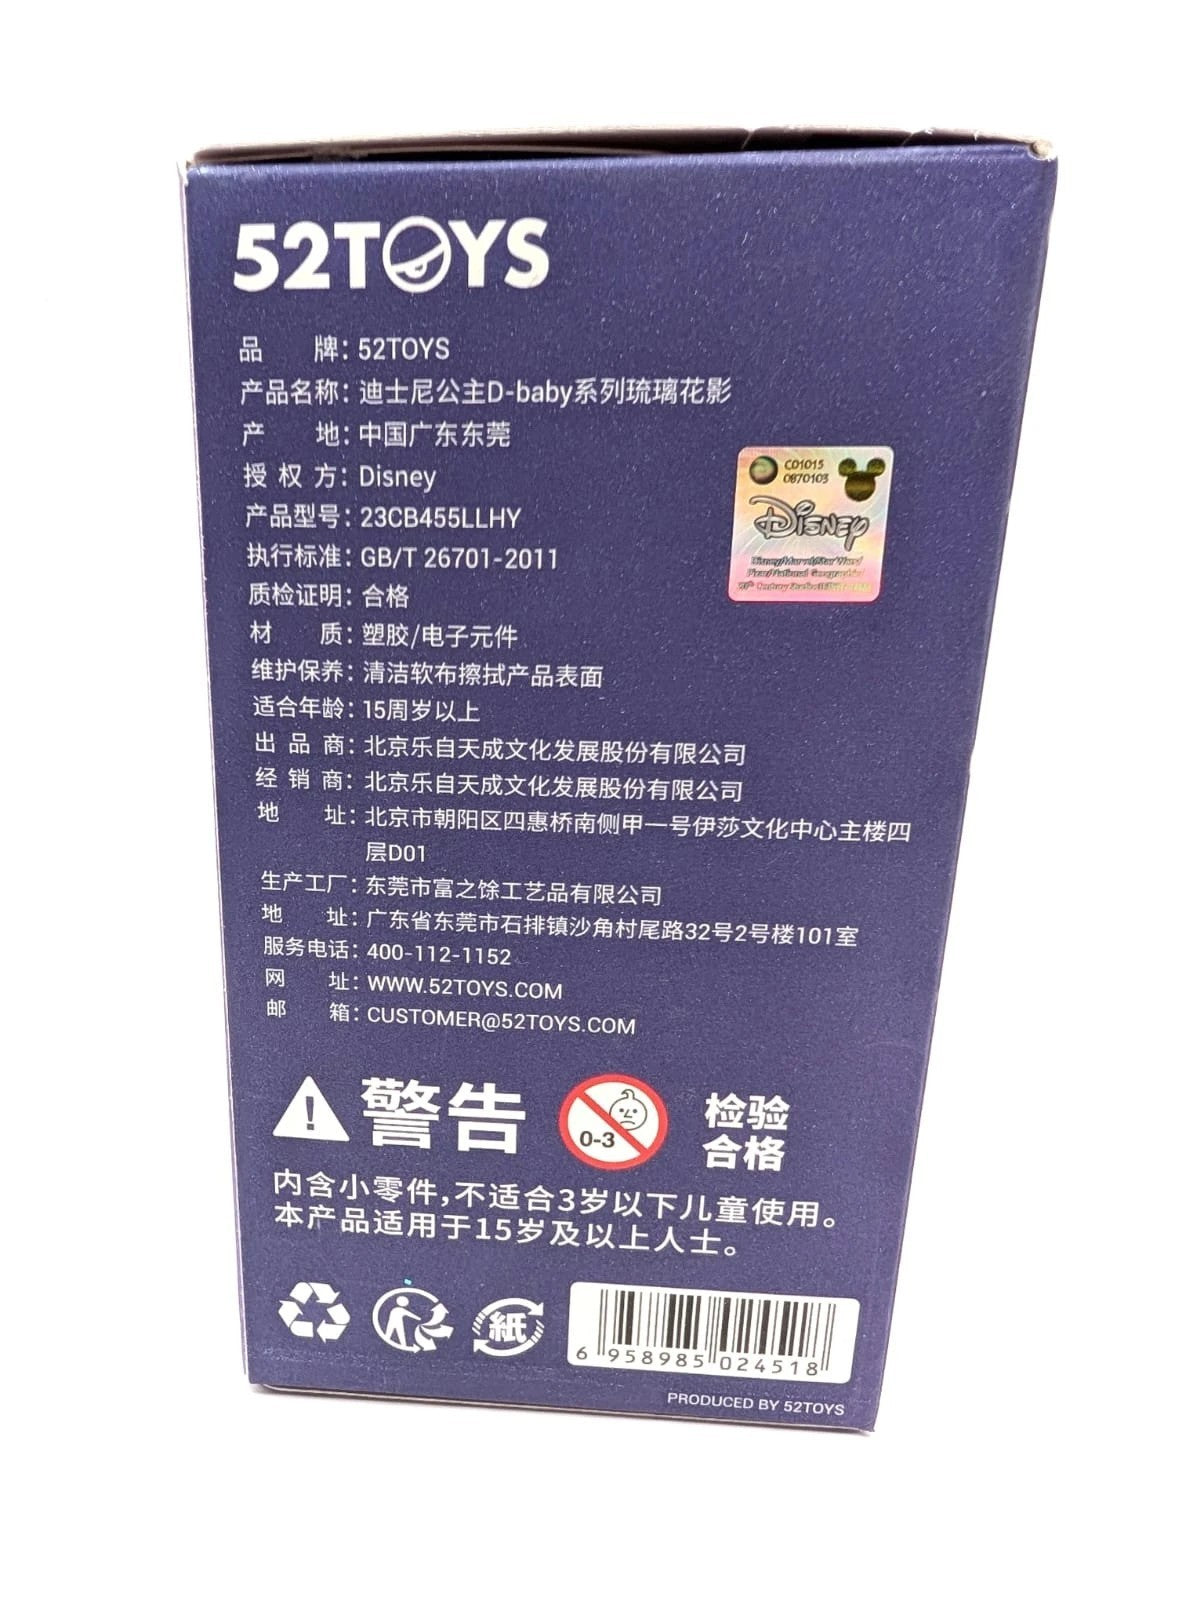 52TOYS
品 牌：52TOYS
产品名称：迪士尼公主D-baby系列琉璃花影
产 地：中国广东东莞
授 权 方：Disney
产品型号：23CB455LLHY
执行标准：GB/T 26701-2011
质检证明：合格
材 质：塑胶/电子元件
维护保养：清洁软布擦拭产品表面
适合年龄：15周岁以上
出 品 商：北京乐自天成文化发展股份有限公司
经 销 商：北京乐自天成文化发展股份有限公司
地 址：北京市朝阳区四惠桥南侧甲一号伊莎文化中心主楼四
层D01
生产工厂：东莞市富之馀工艺品有限公司
地 址：广东省东莞市石排镇沙角村尾路32号2号楼101室
服务电话：400-112-1152
网 址：WWW.52TOYS.COM
邮 箱：CUSTOMER@52TOYS.COM
C01015
0870103
Disney
Disney/Marvel/Star Wars/
Pixar/National Geographic/
20th Century Studios
警告
0-3
检验
合格
内含小零件，不适合3岁以下儿童使用。
本产品适用于15岁及以上人士。
紙
6 958985 024518
PRODUCED BY 52TOYS